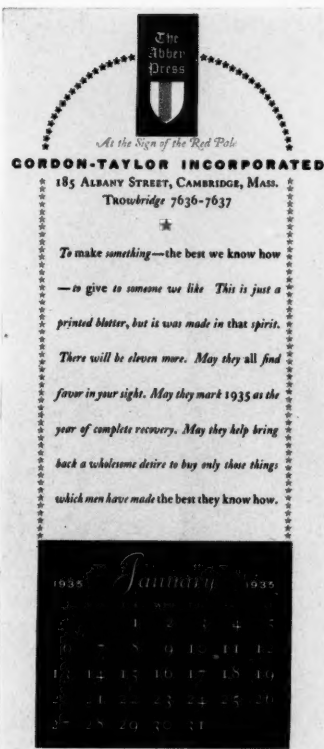 The
Abbey
Press
At the Sign of the Red Pale
GORDON-TAYLOR INCORPORATED
185 ALBANY STREET, CAMBRIDGE, MASS.
TROwbridge 7636-7637
To make something—the best we know how
—to give to someone we like This is just a
printed blotter, but it was made in that spirit.
There will be eleven more. May they all find
favor in your sight. May they mark 1935 as the
year of complete recovery. May they help bring
back a wholesome desire to buy only those things
which men have made the best they know how.
1935 January 1935
1 2 3 4 5
7 8 9 10 11 12
14 15 16 17 18 19
21 22 23 24 25 26
27 28 29 30 31